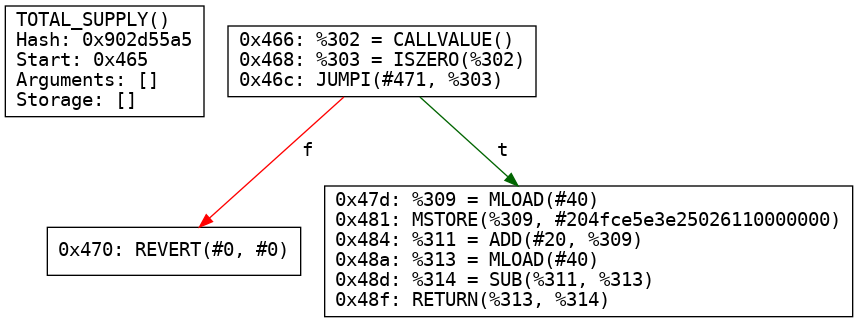 TOTAL_SUPPLY()
Hash: 0x902d55a5
Start: 0x465
Arguments: []
Storage: []
0x466: %302 = CALLVALUE()
0x468: %303 = ISZERO(%302)
0x46c: JUMPI(#471, %303)
f
t
0x470: REVERT(#0, #0)
0x47d: %309 = MLOAD(#40)
0x481: MSTORE(%309, #204fce5e3e25026110000000)
0x484: %311 = ADD(#20, %309)
0x48a: %313 = MLOAD(#40)
0x48d: %314 = SUB(%311, %313)
0x48f: RETURN(%313, %314)